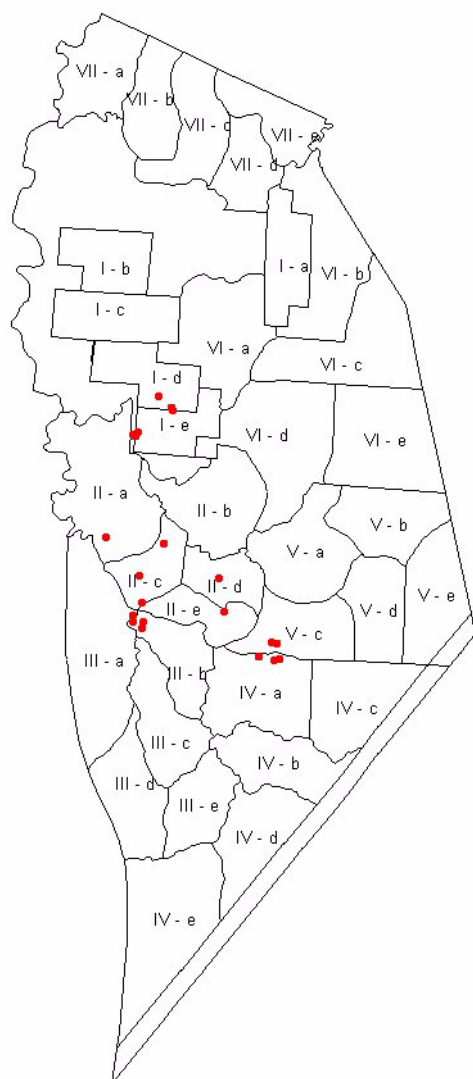 VII - a
VII - b
VII - c
VII - e
VII - d
I - a
I - b
VI - b
I - c
VI - a
VI - c
I - d
I - e
VI - d
VI - e
II - a
II - b
V - b
V - a
II - c
II - d
V - e
II - e
V - d
V - c
III - a
III - b
IV - a
IV - c
III - c
IV - b
III - d
III - e
IV - d
IV - e